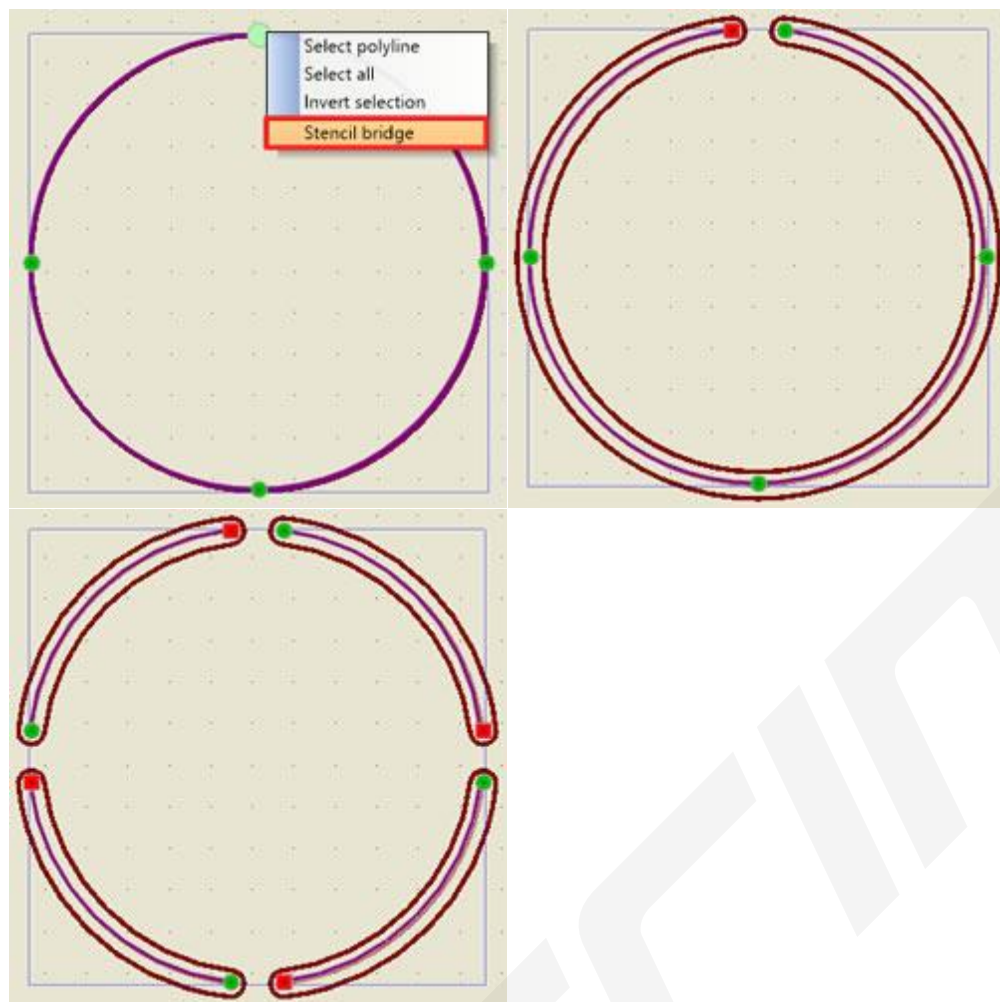 Select polyline
Select all
Invert selection
Stencil bridge